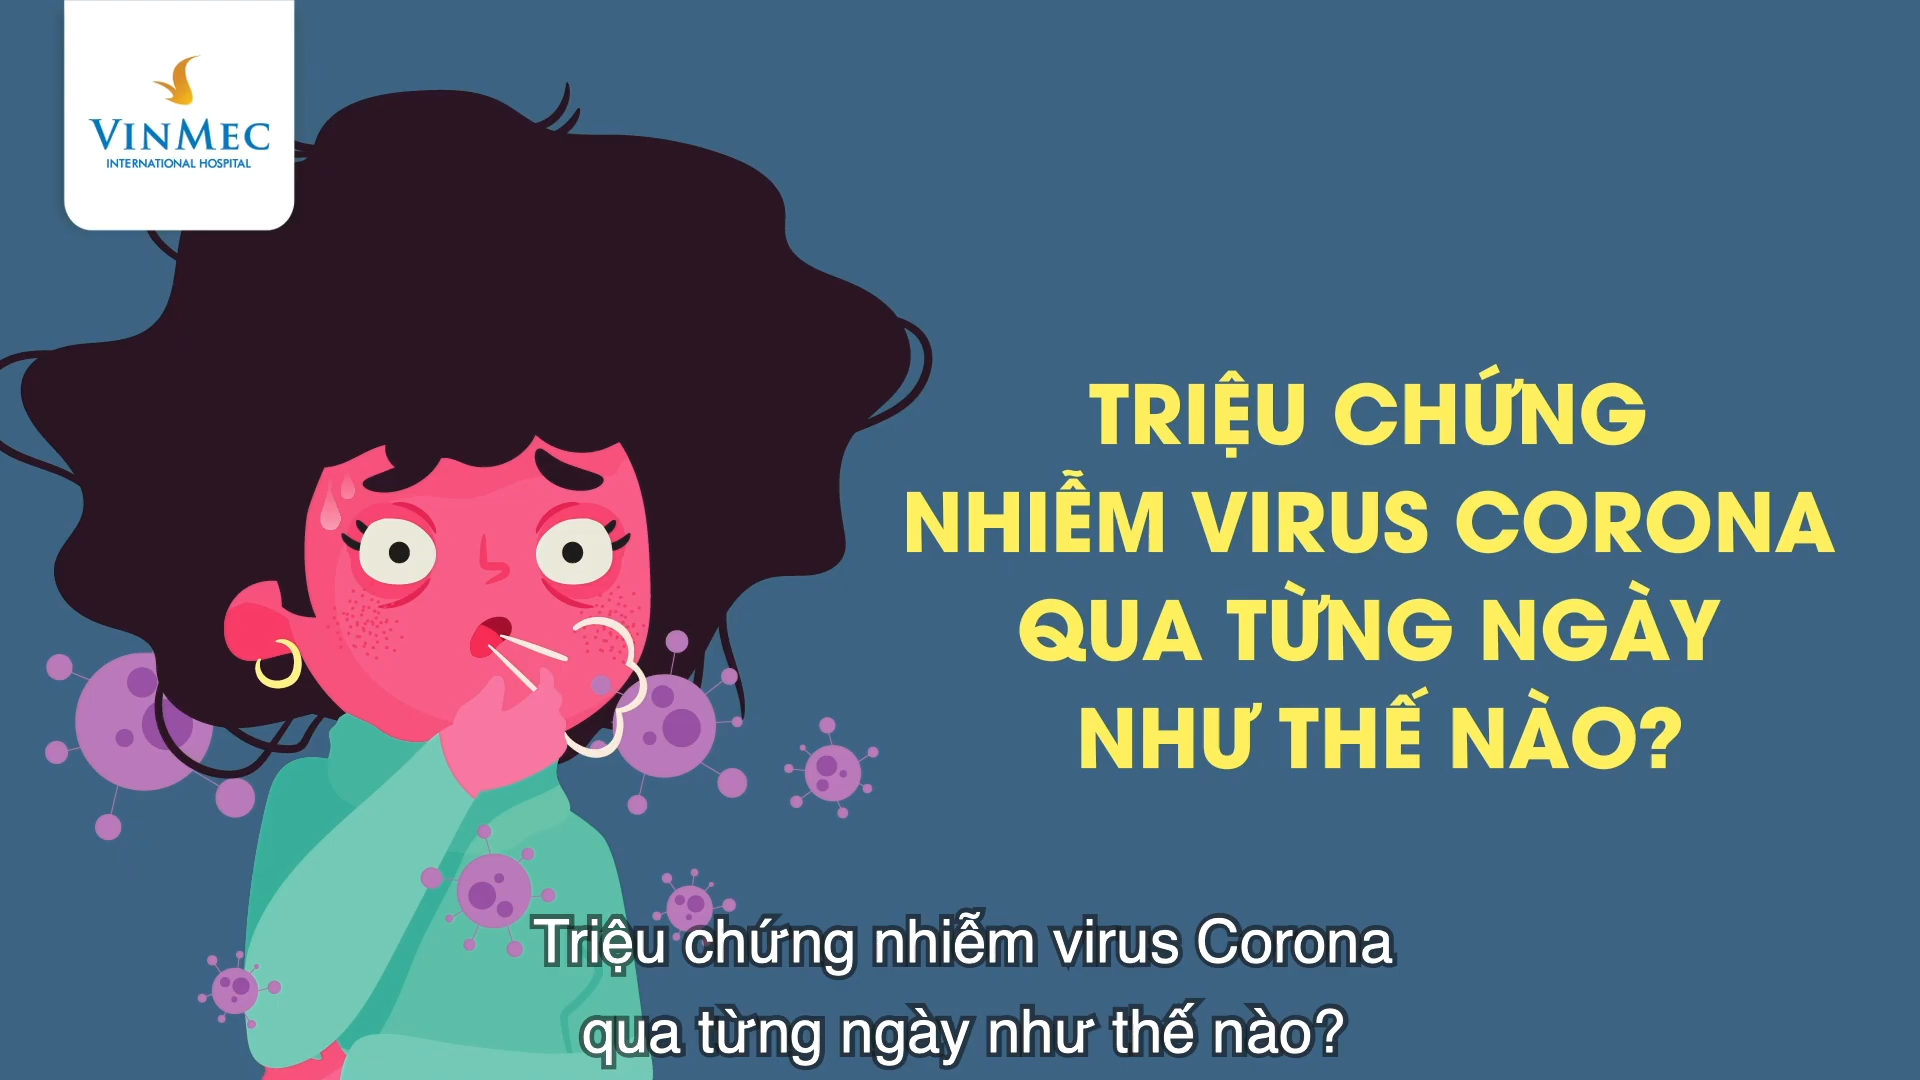 VINMEC
INTERNATIONAL HOSPITAL
TRIỆU CHỨNG
NHIỄM VIRUS CORONA
QUA TỪNG NGÀY
NHƯ THẾ NÀO?
Triệu chứng nhiễm virus Corona
qua từng ngày như thế nào?